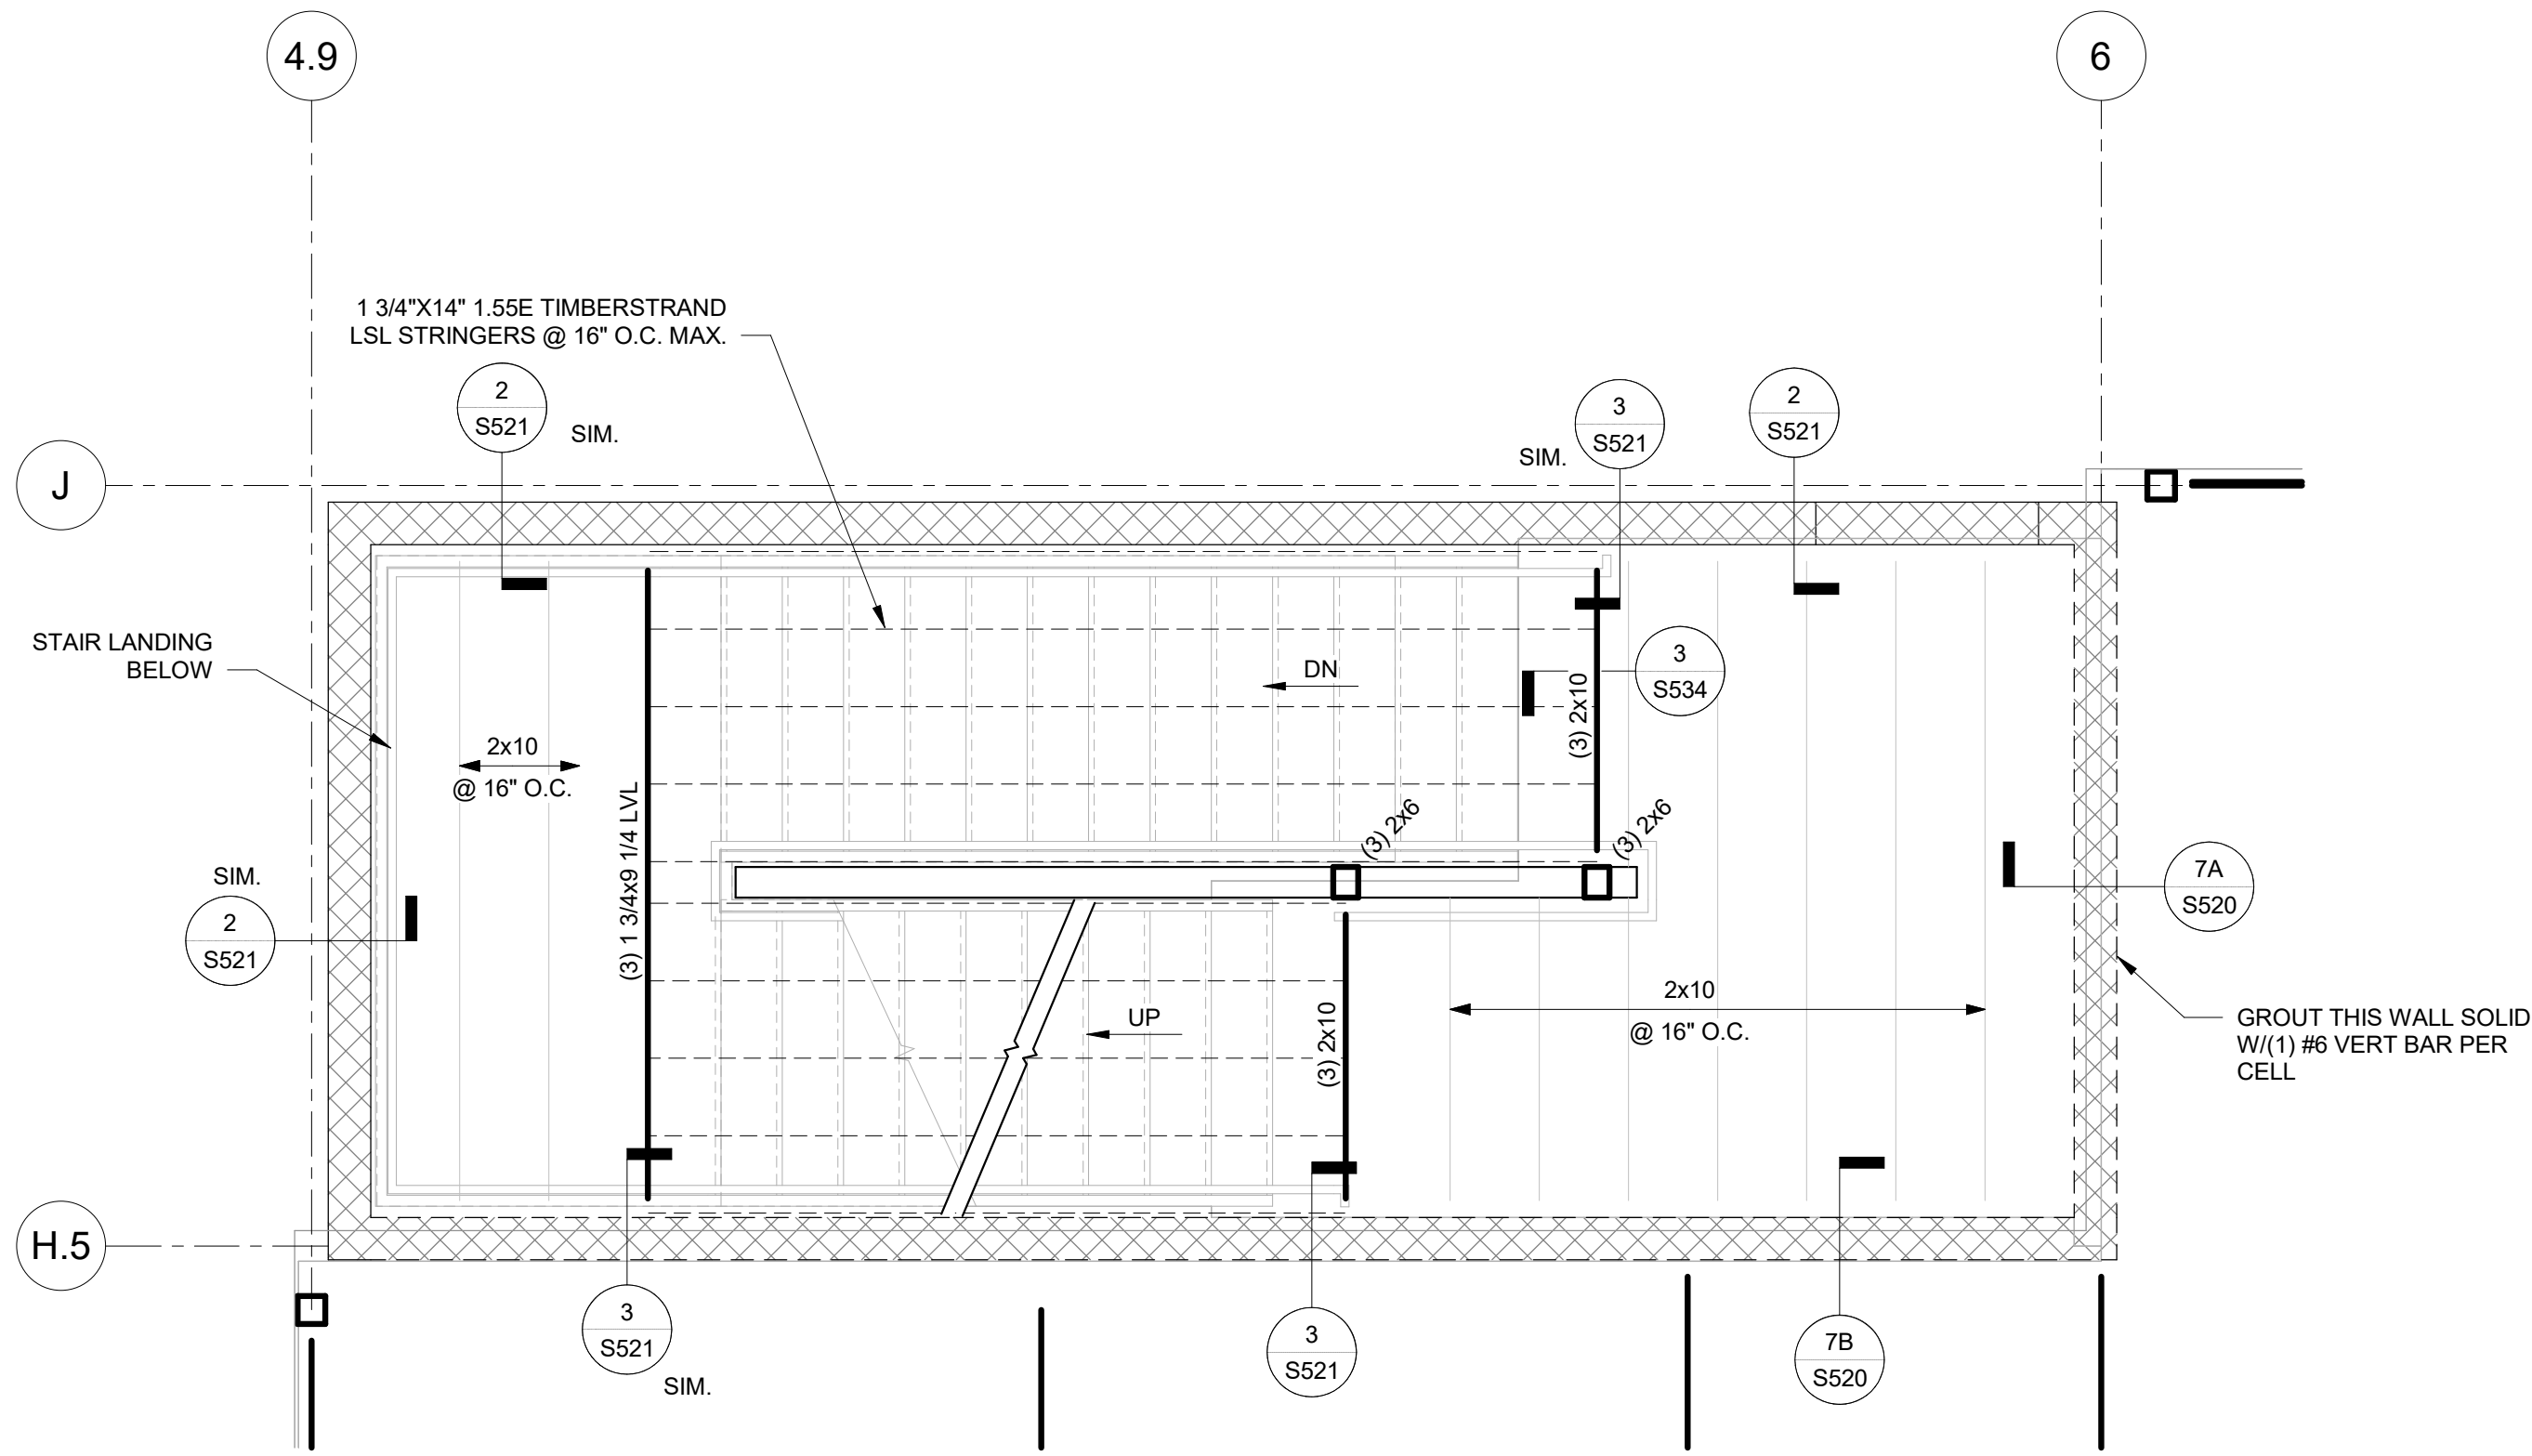 4.9
6
1 3/4"X14" 1.55E TIMBERSTRAND
LSL STRINGERS @ 16" O.C. MAX.
2
S521
SIM.
3
S521
SIM.
2
S521
J
STAIR LANDING
BELOW
3
S534
DN
(3) 2x10
2x10
@ 16" O.C.
(3) 1 3/4x9 1/4 LVL
(3) 2x6
(3) 2x6
SIM.
2
S521
7A
S520
2x10
@ 16" O.C.
UP
(3) 2x10
GROUT THIS WALL SOLID
W/(1) #6 VERT BAR PER
CELL
H.5
3
S521
SIM.
3
S521
7B
S520